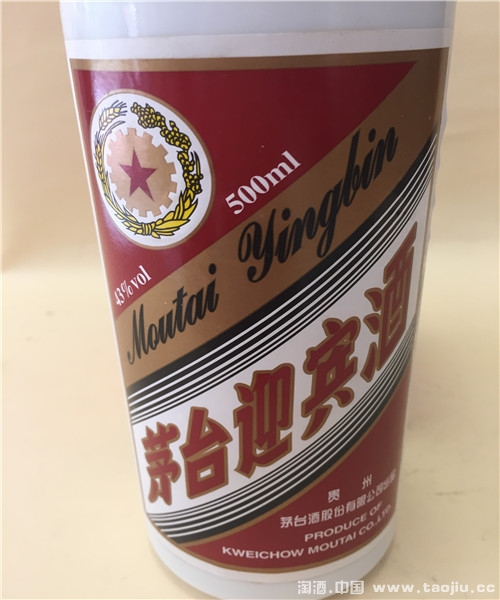 500ml
43%vol
Moutai Yingbin
茅台迎宾酒
贵 州
茅台酒股份有限公司出品
PRODUCE OF
KWEICHOW MOUTAI CO.,LTD.
淘酒.中国 www.taojiu.cc